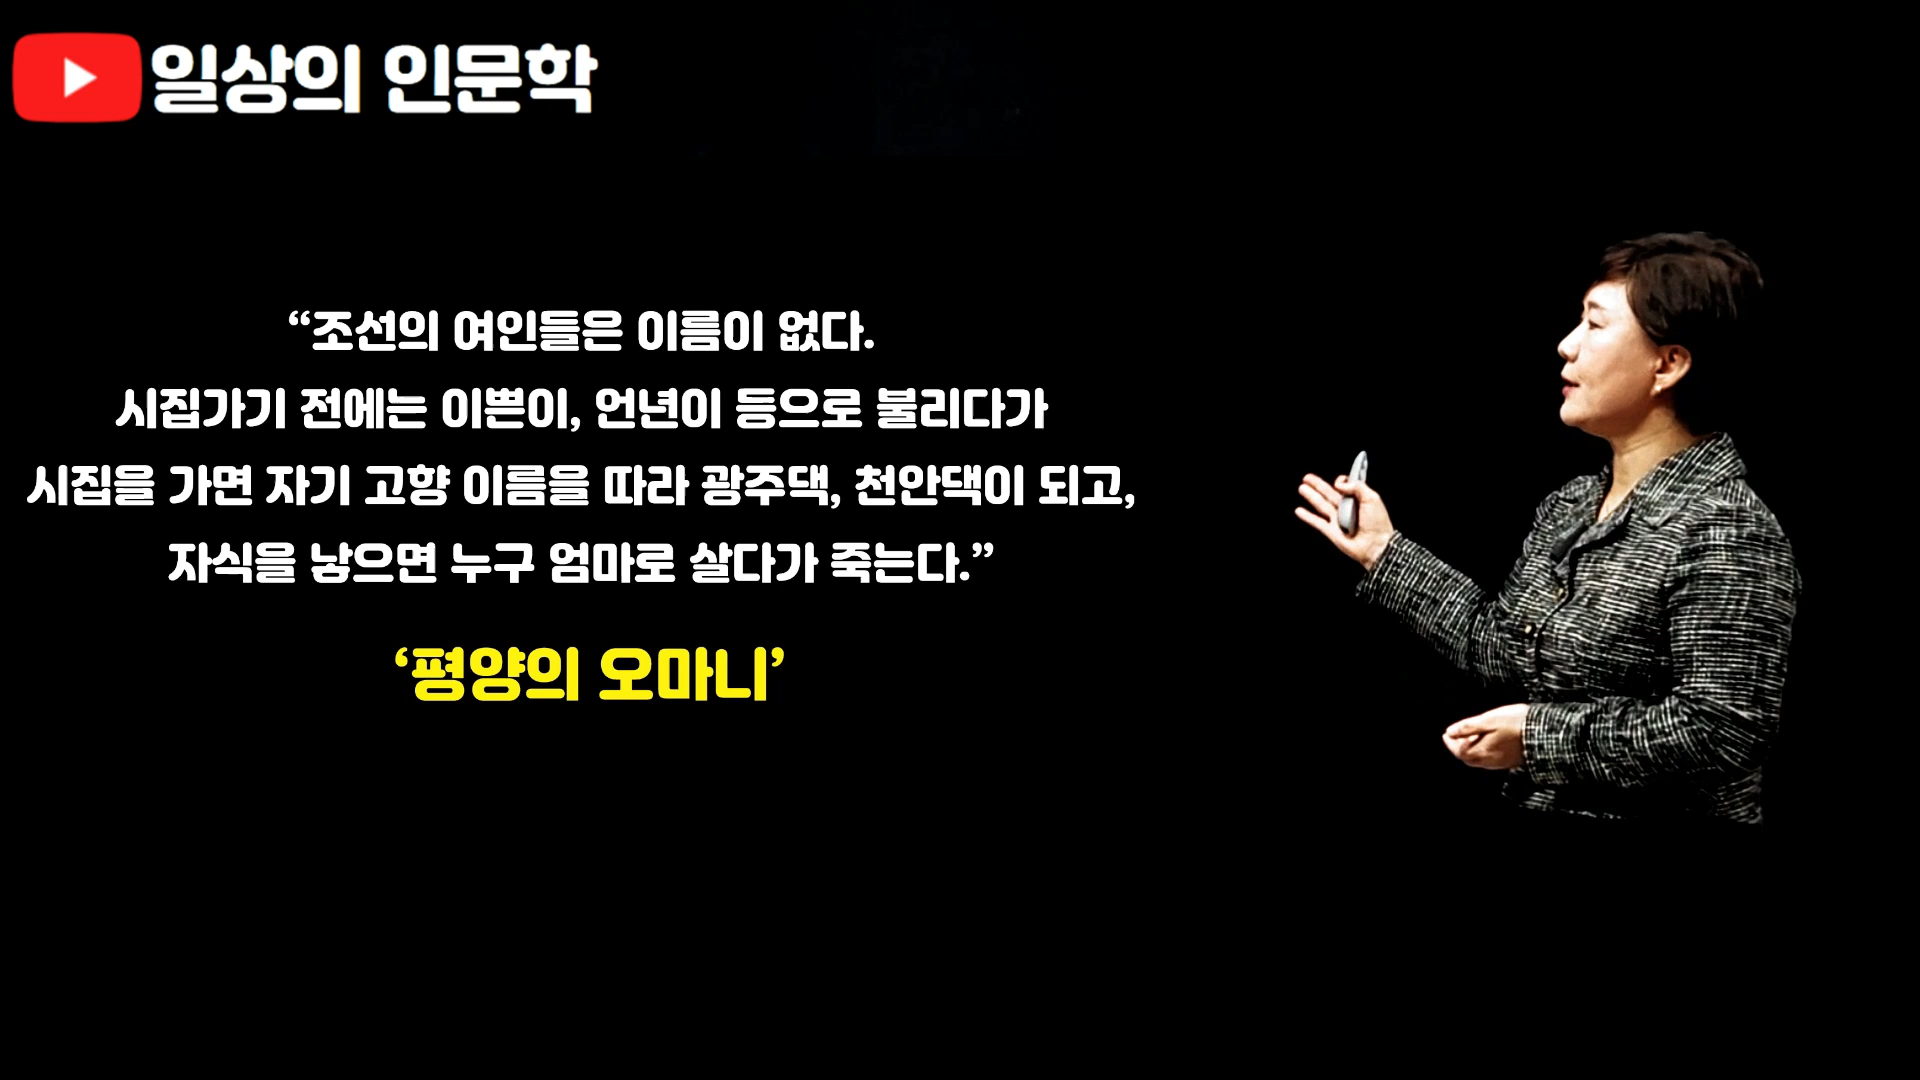 일상의 인문학
“조선의 여인들은 이름이 없다.
시집가기 전에는 이쁜이, 언년이 등으로 불리다가
시집을 가면 자기 고향 이름을 따라 광주댁, 천안댁이 되고,
자식을 낳으면 누구 엄마로 살다가 죽는다.”
‘평양의 오마니’